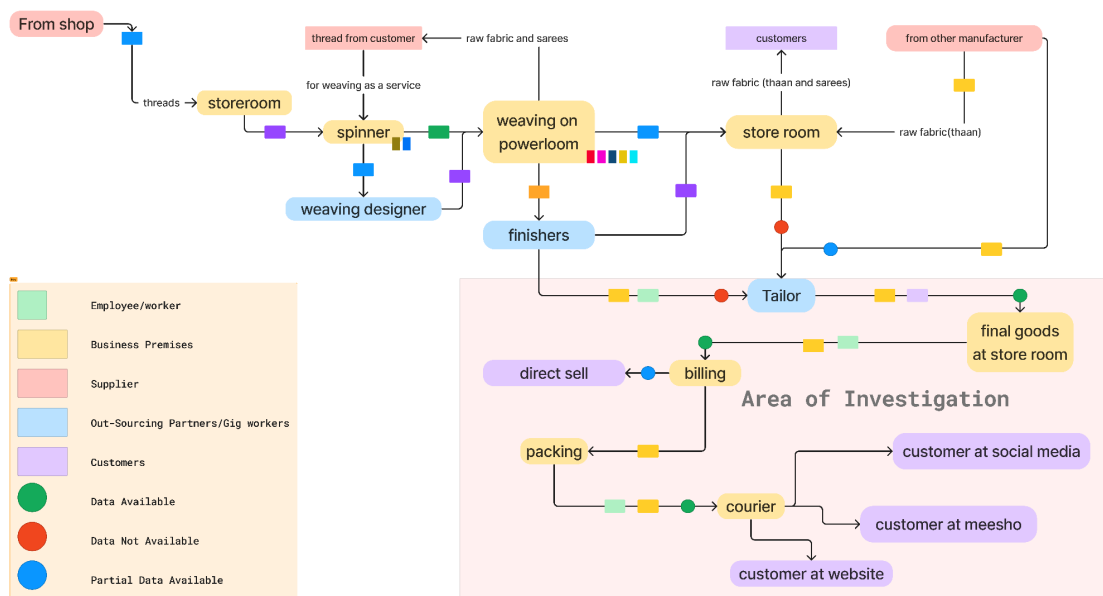 From shop
thread from customer
raw fabric and sarees
customers
from other manufacturer
for weaving as a service
raw fabric (thaan and sarees)
threads
storeroom
spinner
weaving on
powerloom
store room
raw fabric(thaan)
weaving designer
finishers
Employee/worker
Business Premises
Supplier
Out-Sourcing Partners/Gig workers
Customers
Data Available
Data Not Available
Partial Data Available
Tailor
final goods
at store room
direct sell
billing
Area of Investigation
packing
customer at social media
courier
customer at meesho
customer at website